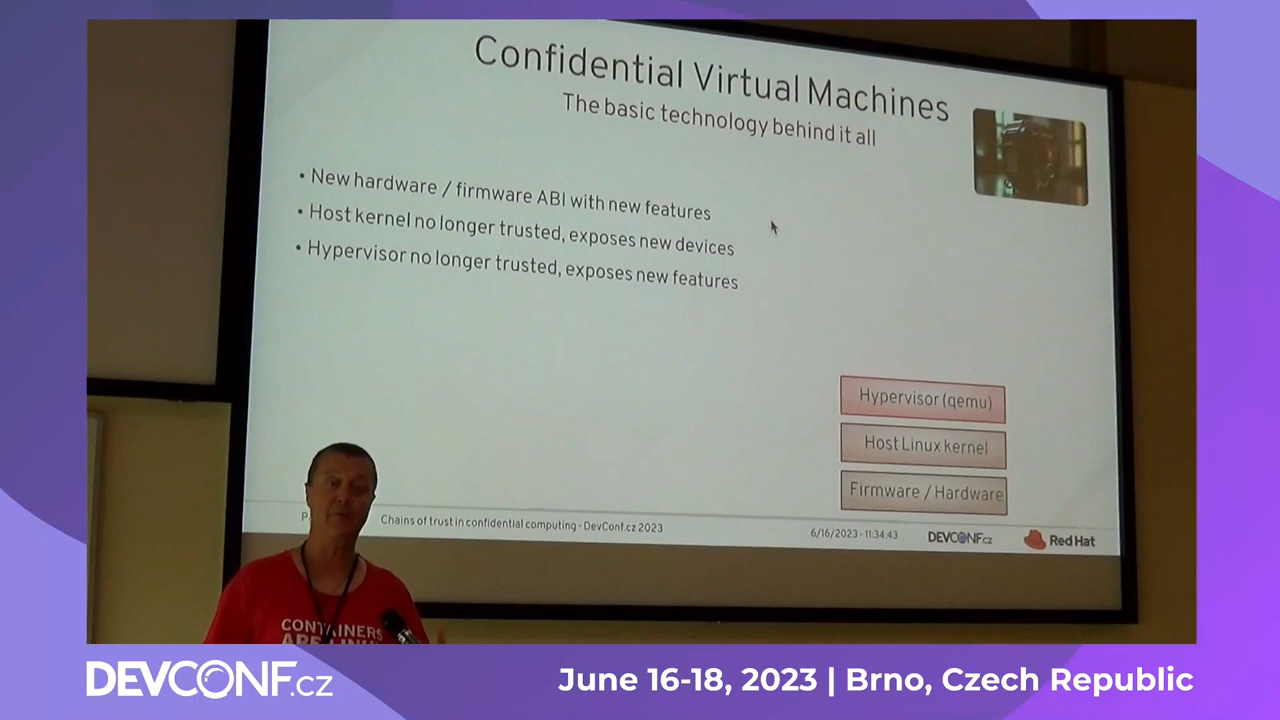 Confidential Virtual Machines
The basic technology behind it all
• New hardware / firmware ABI with new features
• Host kernel no longer trusted, exposes new devices
• Hypervisor no longer trusted, exposes new features
Hypervisor (qemu)
Host Linux kernel
Firmware / Hardware
Chains of trust in confidential computing - DevConf.cz 2023
6/16/2023 - 11:34:43
DEVCONF.cz
Red Hat
CONTAINERS
ARE LINUX
DEVCONF.cz
June 16-18, 2023 | Brno, Czech Republic